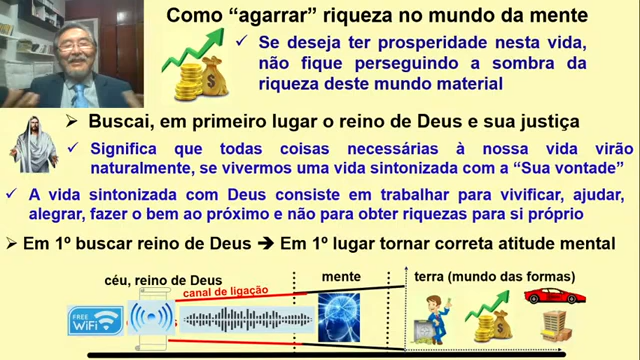 Como “agarrar” riqueza no mundo da mente
✓ Se deseja ter prosperidade nesta vida,
não fique perseguindo a sombra da
riqueza deste mundo material
➢ Buscai, em primeiro lugar o reino de Deus e sua justiça
✓ Significa que todas coisas necessárias à nossa vida virão
naturalmente, se vivermos uma vida sintonizada com a “Sua vontade”
✓ A vida sintonizada com Deus consiste em trabalhar para vivificar, ajudar,
alegrar, fazer o bem ao próximo e não para obter riquezas para si próprio
➢ Em 1º buscar reino de Deus ➔ Em 1º lugar tornar correta atitude mental
céu, reino de Deus
mente
terra (mundo das formas)
canal de ligação
FREE
WiFi